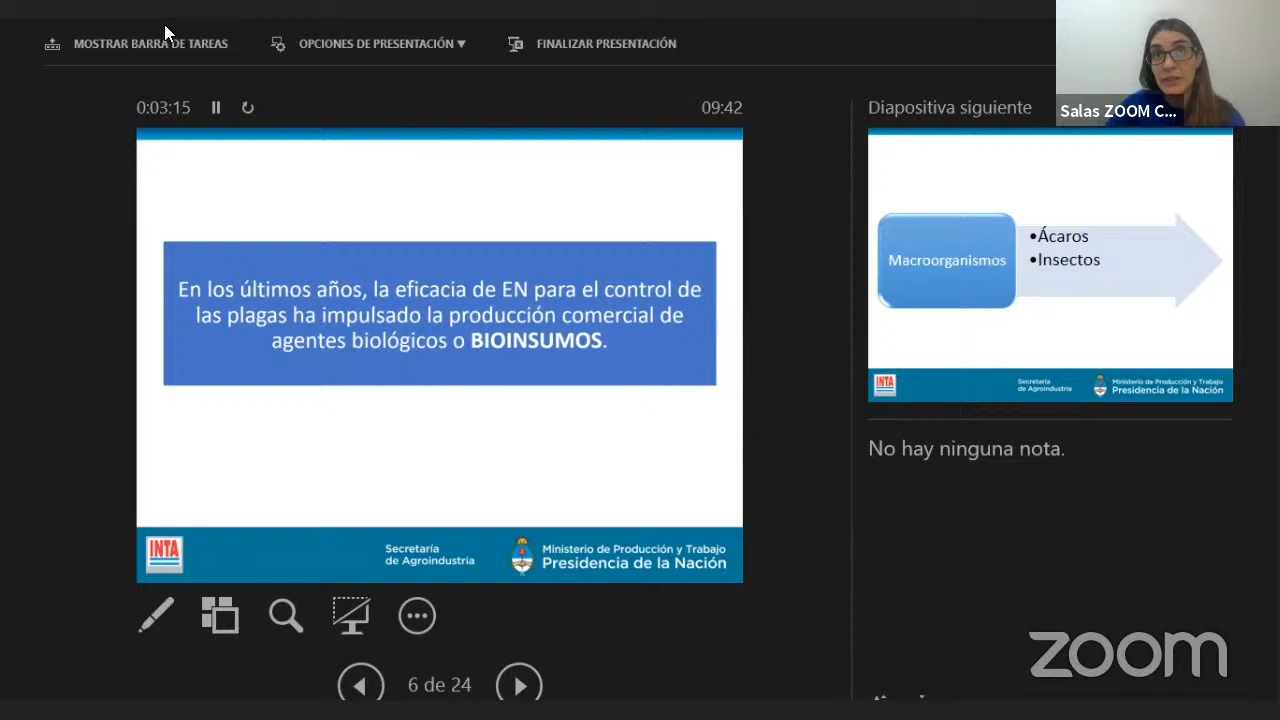 MOSTRAR BARRA DE TAREAS
OPCIONES DE PRESENTACIÓN
FINALIZAR PRESENTACIÓN
Salas ZOOM C...
0:03:15
09:42
En los últimos años, la eficacia de EN para el control de
las plagas ha impulsado la producción comercial de
agentes biológicos o BIOINSUMOS.
INTA
Secretaría
de Agroindustria
Ministerio de Producción y Trabajo
Presidencia de la Nación
6 de 24
Diapositiva siguiente
Macroorganismos
•Ácaros
•Insectos
INTA
Secretaría
de Agroindustria
Ministerio de Producción y Trabajo
Presidencia de la Nación
No hay ninguna nota.
zoom